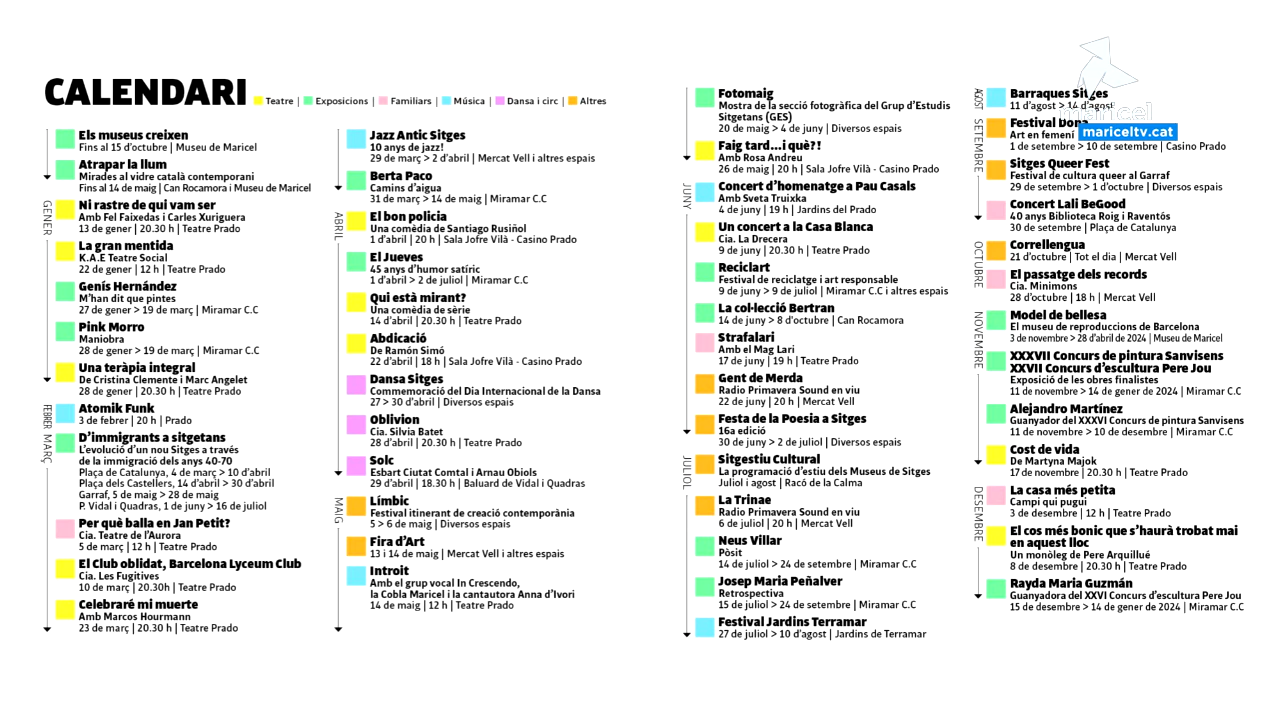 CALENDARI
Teatre | Exposicions | Familiars | Música | Dansa i circ | Altres
GENER
Els museus creixen
Fins al 15 d'octubre | Museu de Maricel
Atrapar la llum
Mirades al vidre català contemporani
Fins al 14 de maig | Can Rocamora i Museu de Maricel
Ni rastre de qui vam ser
Amb Fel Faixedas i Carles Xuriguera
13 de gener | 20.30 h | Teatre Prado
La gran mentida
K.A.E Teatre Social
22 de gener | 12 h | Teatre Prado
Genís Hernández
M'han dit que pintes
27 de gener > 19 de març | Miramar C.C
Pink Morro
Maniobra
28 de gener > 19 de març | Miramar C.C
Una teràpia integral
De Cristina Clemente i Marc Angelet
28 de gener | 20.30 h | Teatre Prado
FEBRER
Atomik Funk
3 de febrer | 20 h | Prado
MARÇ
D'immigrants a sitgetans
L'evolució d'un nou Sitges a través
de la immigració dels anys 40-70
Plaça de Catalunya, 4 de març > 10 d'abril
Plaça dels Castellers, 14 d'abril > 30 d'abril
Garraf, 5 de maig > 28 de maig
P. Vidal i Quadras, 1 de juny > 16 de juliol
Per què balla en Jan Petit?
Cia. Teatre de l'Aurora
5 de març | 12 h | Teatre Prado
El Club oblidat, Barcelona Lyceum Club
Cia. Les Fugitives
10 de març | 20.30h | Teatre Prado
Celebraré mi muerte
Amb Marcos Hourmann
23 de març | 20.30 h | Teatre Prado
Jazz Antic Sitges
10 anys de jazz!
29 de març > 2 d'abril | Mercat Vell i altres espais
Berta Paco
Camins d'aigua
31 de març > 14 de maig | Miramar C.C
ABRIL
El bon policia
Una comèdia de Santiago Rusiñol
1 d'abril | 20 h | Sala Jofre Vilà - Casino Prado
El Jueves
45 anys d'humor satíric
1 d'abril > 2 de juliol | Miramar C.C
Qui està mirant?
Una comèdia de sèrie
14 d'abril | 20.30 h | Teatre Prado
Abdicació
De Ramón Simó
22 d'abril | 18 h | Sala Jofre Vilà - Casino Prado
Dansa Sitges
Commemoració del Dia Internacional de la Dansa
27 > 30 d'abril | Diversos espais
Oblivion
Cia. Silvia Batet
28 d'abril | 20.30 h | Teatre Prado
Solc
Esbart Ciutat Comtal i Arnau Obiols
29 d'abril | 18.30 h | Baluard de Vidal i Quadras
MAIG
Límbic
Festival itinerant de creació contemporània
5 > 6 de maig | Diversos espais
Fira d'Art
13 i 14 de maig | Mercat Vell i altres espais
Introit
Amb el grup vocal In Crescendo,
la Cobla Maricel i la cantautora Anna d'Ivori
14 de maig | 12 h | Teatre Prado
Fotomaig
Mostra de la secció fotogràfica del Grup d'Estudis
Sitgetans (GES)
20 de maig > 4 de juny | Diversos espais
Faig tard...i què?!
Amb Rosa Andreu
26 de maig | 20 h | Sala Jofre Vilà - Casino Prado
JUNY
Concert d'homenatge a Pau Casals
Amb Sveta Truixka
4 de juny | 19 h | Jardins del Prado
Un concert a la Casa Blanca
Cia. La Drecera
9 de juny | 20.30 h | Teatre Prado
Reciclart
Festival de reciclatge i art responsable
9 de juny > 9 de juliol | Miramar C.C i altres espais
La col·lecció Bertran
14 de juny > 8 d'octubre | Can Rocamora
Strafalari
Amb el Mag Lari
17 de juny | 19 h | Teatre Prado
Gent de Merda
Radio Primavera Sound en viu
22 de juny | 20 h | Mercat Vell
Festa de la Poesia a Sitges
16a edició
30 de juny > 2 de juliol | Diversos espais
JULIOL
Sitgestiu Cultural
La programació d'estiu dels Museus de Sitges
Juliol i agost | Racó de la Calma
La Trinae
Radio Primavera Sound en viu
6 de juliol | 20 h | Mercat Vell
Neus Villar
Pòsit
14 de juliol > 24 de setembre | Miramar C.C
Josep Maria Peñalver
Retrospectiva
15 de juliol > 24 de setembre | Miramar C.C
Festival Jardins Terramar
27 de juliol > 10 d'agost | Jardins de Terramar
AGOST
Barraques Sitges
11 d'agost > 14 d'agost
maricel
mariceltv.cat
SETEMBRE
Festival Dona
Art en femení
1 de setembre > 10 de setembre | Casino Prado
Sitges Queer Fest
Festival de cultura queer al Garraf
29 de setembre > 1 d'octubre | Diversos espais
Concert Lali BeGood
40 anys Biblioteca Roig i Raventós
30 de setembre | Plaça de Catalunya
OCTUBRE
Correllengua
21 d'octubre | Tot el dia | Mercat Vell
El passatge dels records
Cia. Minimons
28 d'octubre | 18 h | Mercat Vell
NOVEMBRE
Model de bellesa
El museu de reproduccions de Barcelona
3 de novembre > 28 d'abril de 2024 | Museu de Maricel
XXXVII Concurs de pintura Sanvisens
XXVII Concurs d'escultura Pere Jou
Exposició de les obres finalistes
11 de novembre > 14 de gener de 2024 | Miramar C.C
Alejandro Martínez
Guanyador del XXXVI Concurs de pintura Sanvisens
11 de novembre > 10 de desembre | Miramar C.C
Cost de vida
De Martyna Majok
17 de novembre | 20.30 h | Teatre Prado
DESEMBRE
La casa més petita
Campi qui pugui
3 de desembre | 12 h | Teatre Prado
El cos més bonic que s'haurà trobat mai
en aquest lloc
Un monòleg de Pere Arquillué
8 de desembre | 20.30 h | Teatre Prado
Rayda Maria Guzmán
Guanyadora del XXVI Concurs d'escultura Pere Jou
15 de desembre > 14 de gener de 2024 | Miramar C.C